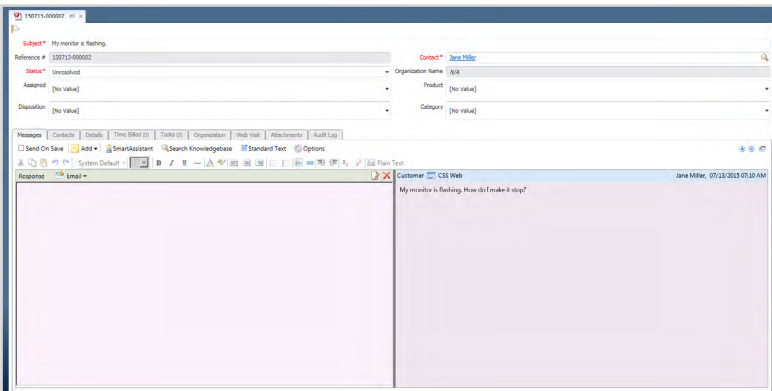 150713-000002
Subject * My monitor is flashing.
Reference # 150713-000002 Contact * Jane Miller
Status * Unresolved Organization Name N/A
Assigned [No Value] Product [No Value]
Disposition [No Value] Category [No Value]
Messages Contacts Details Time Billed (0) Tasks (0) Organization Web Visit Attachments Audit Log
Send On Save Add SmartAssistant Search Knowledgebase Standard Text Options
System Default B I U A Plain Text
Response Email Customer CSS Web Jane Miller, 07/13/2015 07:10 AM
My monitor is flashing. How do I make it stop?